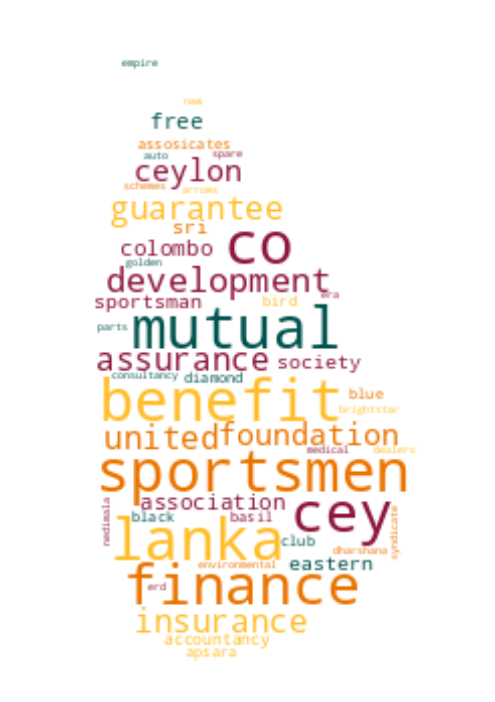 empire
new
free
assosicates
auto spare
ceylon
schemes arrows
guarantee
sri
colombo co
golden
development
era
sportsman bird
parts mutual
assurance society
consultancy diamond
benefit blue
brightstar
united foundation
medical dealers
sportsmen
nedimala association cey
black basil syndicate
lanka club
dharshana
environmental eastern
finance
erd
insurance
accountancy
apsara